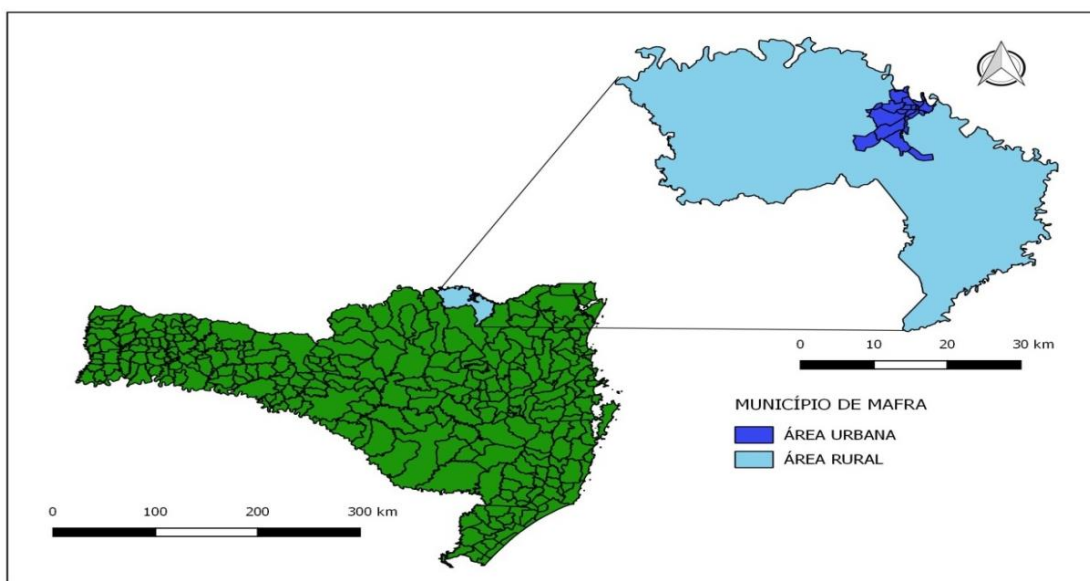 0 10 20 30 km
MUNICÍPIO DE MAFRA
ÁREA URBANA
ÁREA RURAL
0 100 200 300 km